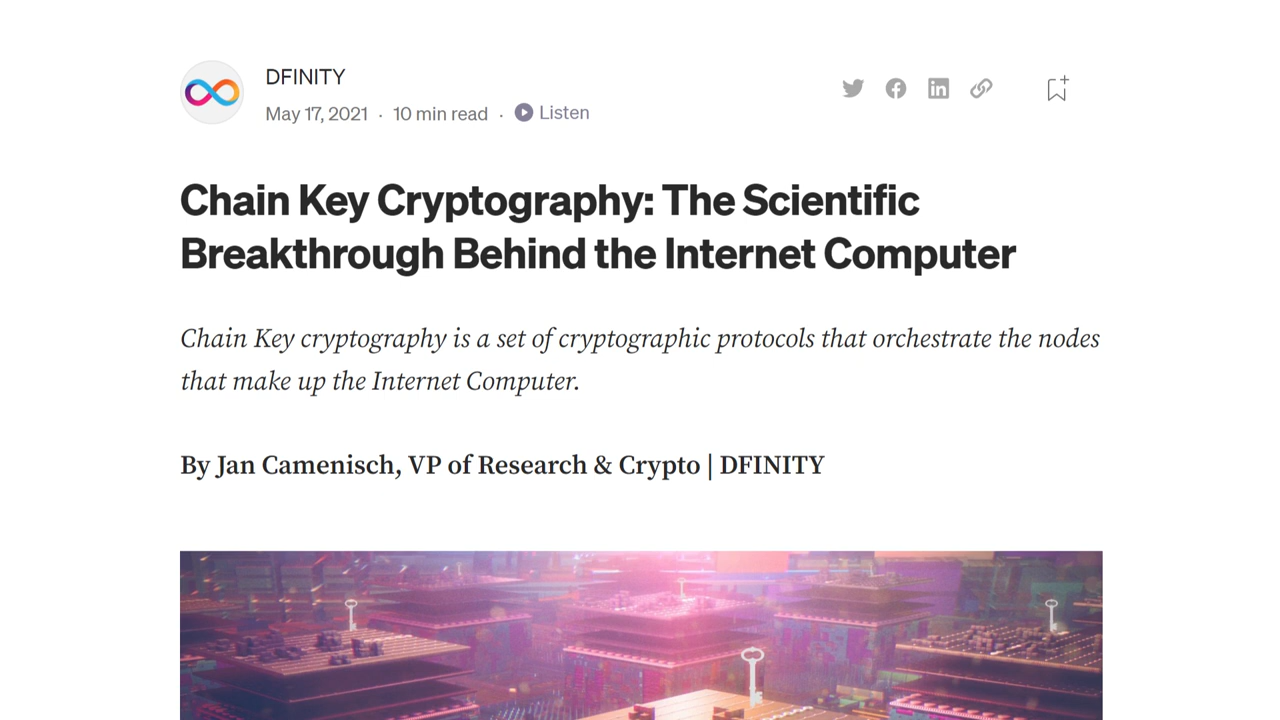 DFINITY
May 17, 2021 · 10 min read · Listen
Chain Key Cryptography: The Scientific
Breakthrough Behind the Internet Computer
Chain Key cryptography is a set of cryptographic protocols that orchestrate the nodes
that make up the Internet Computer.
By Jan Camenisch, VP of Research & Crypto | DFINITY